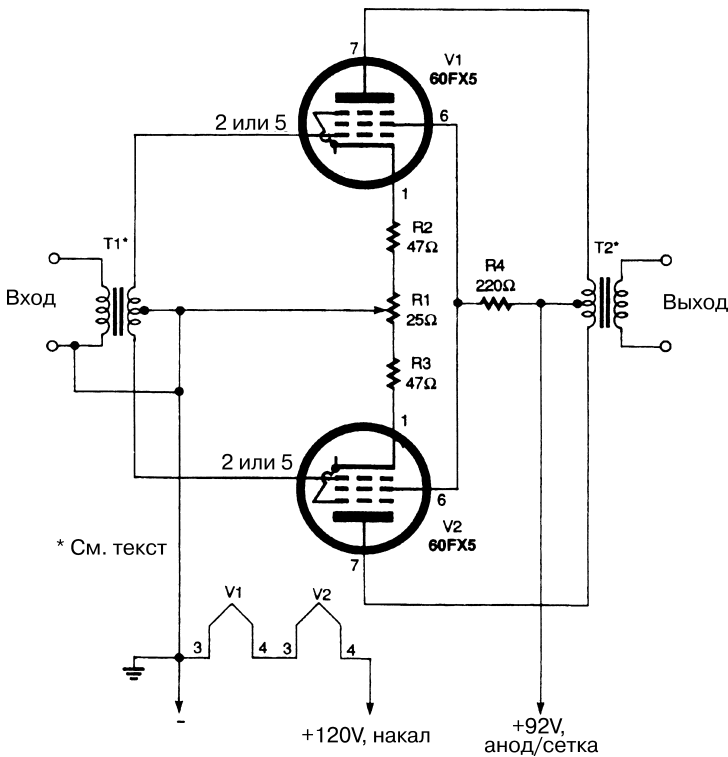 7
V1
60FX5
2 или 5
6
1
T1*
R2
47Ω
R4
220Ω
T2*
Вход
R1
25Ω
Выход
R3
47Ω
1
2 или 5
6
V2
60FX5
* См. текст
7
V1
V2
3
4
3
4
-
+120V, накал
+92V,
анод/сетка